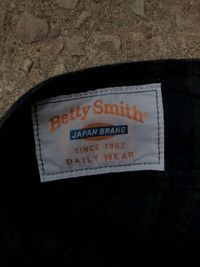 Betty Smith
JAPAN BRAND
SINCE 1962
DAILY WEAR